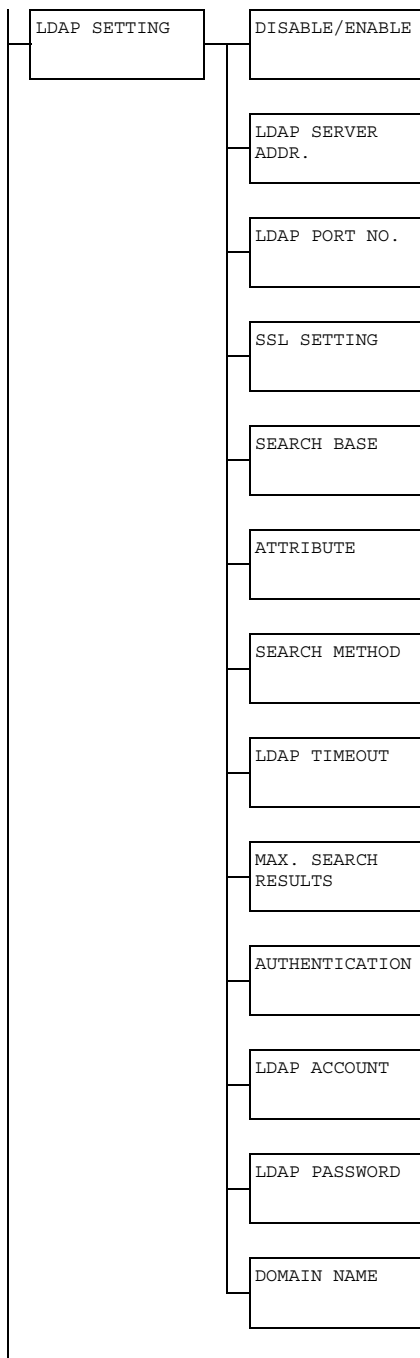 LDAP SETTING
DISABLE/ENABLE
LDAP SERVER
ADDR.
LDAP PORT NO.
SSL SETTING
SEARCH BASE
ATTRIBUTE
SEARCH METHOD
LDAP TIMEOUT
MAX. SEARCH
RESULTS
AUTHENTICATION
LDAP ACCOUNT
LDAP PASSWORD
DOMAIN NAME